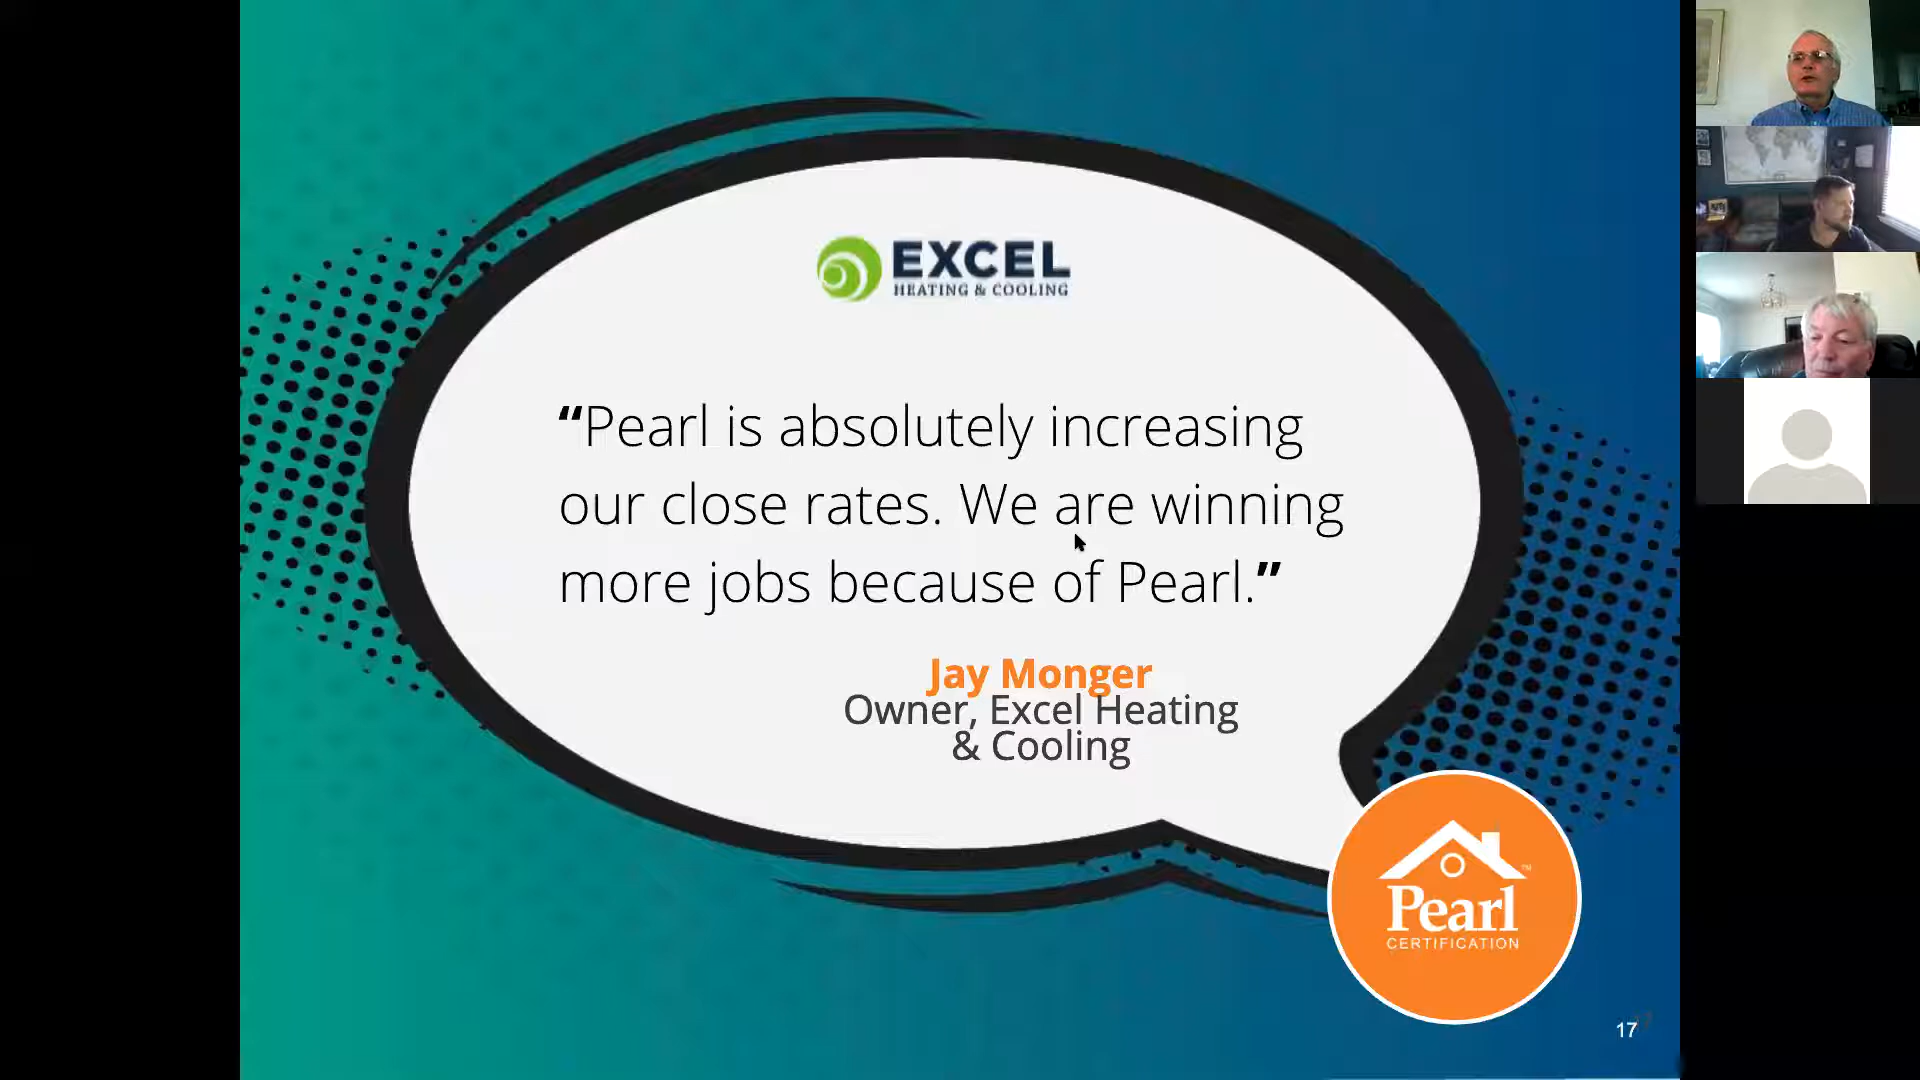 EXCEL
HEATING & COOLING
“Pearl is absolutely increasing
our close rates. We are winning
more jobs because of Pearl.”
Jay Monger
Owner, Excel Heating
& Cooling
Pearl™
CERTIFICATION
17